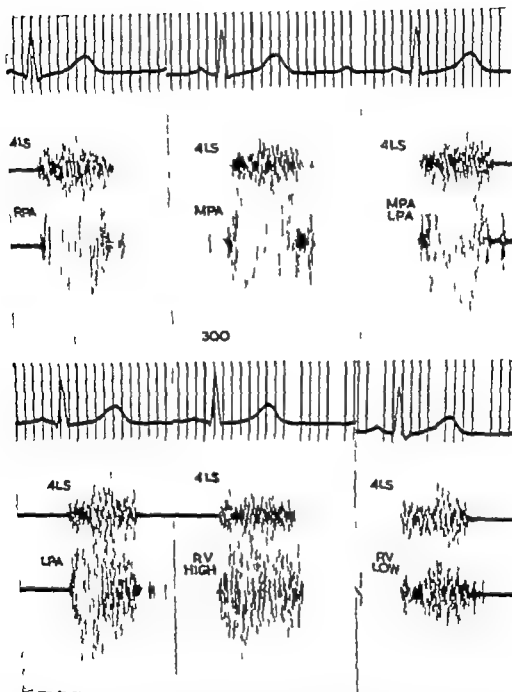 4LS 4LS 4LS
RPA MPA MPA
LPA
300
4LS 4LS 4LS
LPA RV RV
HIGH LOW